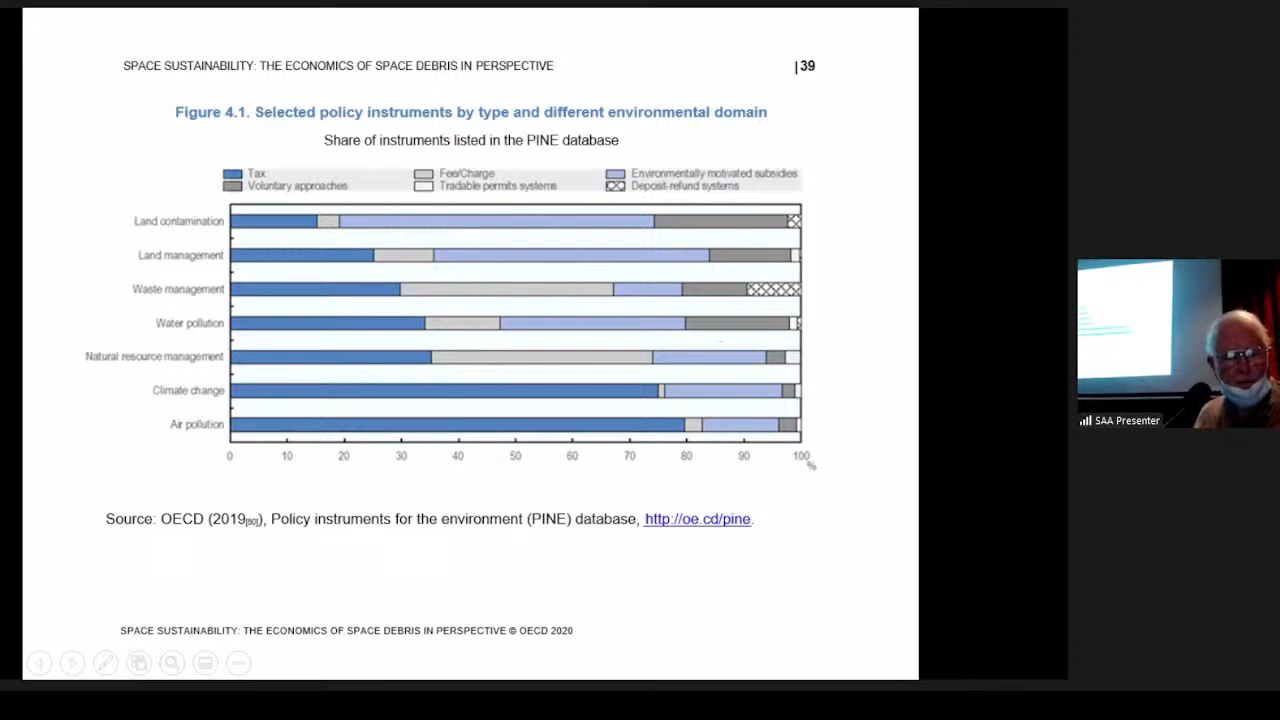 SPACE SUSTAINABILITY: THE ECONOMICS OF SPACE DEBRIS IN PERSPECTIVE |39
Figure 4.1. Selected policy instruments by type and different environmental domain
Share of instruments listed in the PINE database
Tax Fee/Charge Environmentally motivated subsidies
Voluntary approaches Tradable permits systems Deposit-refund systems
Land contamination
Land management
Waste management
Water pollution
Natural resource management
Climate change
Air pollution
0 10 20 30 40 50 60 70 80 90 100
%
Source: OECD (2019[50]), Policy instruments for the environment (PINE) database, http://oe.cd/pine.
SPACE SUSTAINABILITY: THE ECONOMICS OF SPACE DEBRIS IN PERSPECTIVE © OECD 2020
SAA Presenter